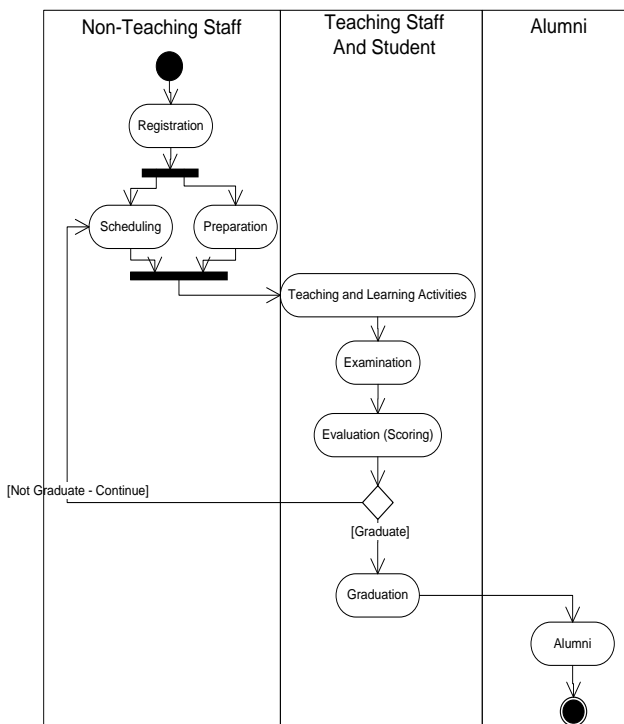 Non-Teaching Staff
Teaching Staff
And Student
Alumni
Registration
Scheduling
Preparation
Teaching and Learning Activities
Examination
Evaluation (Scoring)
[Not Graduate - Continue]
[Graduate]
Graduation
Alumni